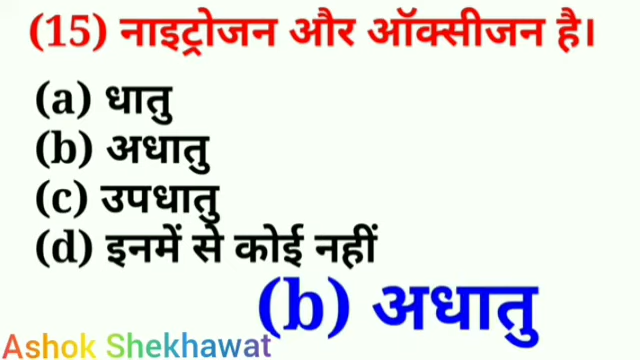 (15) नाइट्रोजन और ऑक्सीजन है।
(a) धातु
(b) अधातु
(c) उपधातु
(d) इनमें से कोई नहीं
(b) अधातु
Ashok Shekhawat